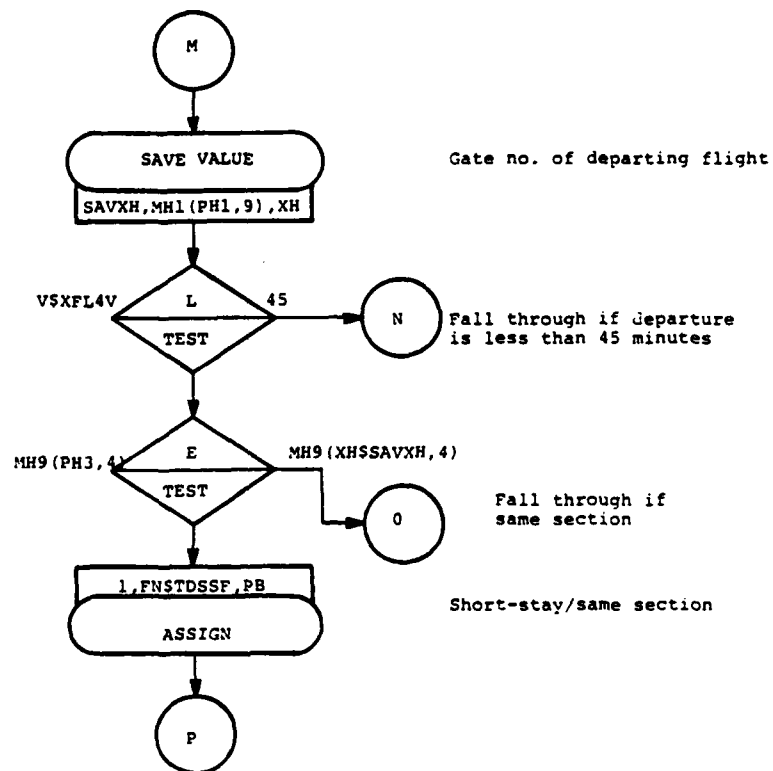 M
SAVE VALUE
Gate no. of departing flight
SAVXH,MH1(PH1,9),XH
V$XFL4V
L
45
TEST
N
Fall through if departure
is less than 45 minutes
MH9(PH3,4)
E
MH9(XH$SAVXH,4)
TEST
O
Fall through if
same section
1,FN$TDSSF,PB
Short-stay/same section
ASSIGN
P